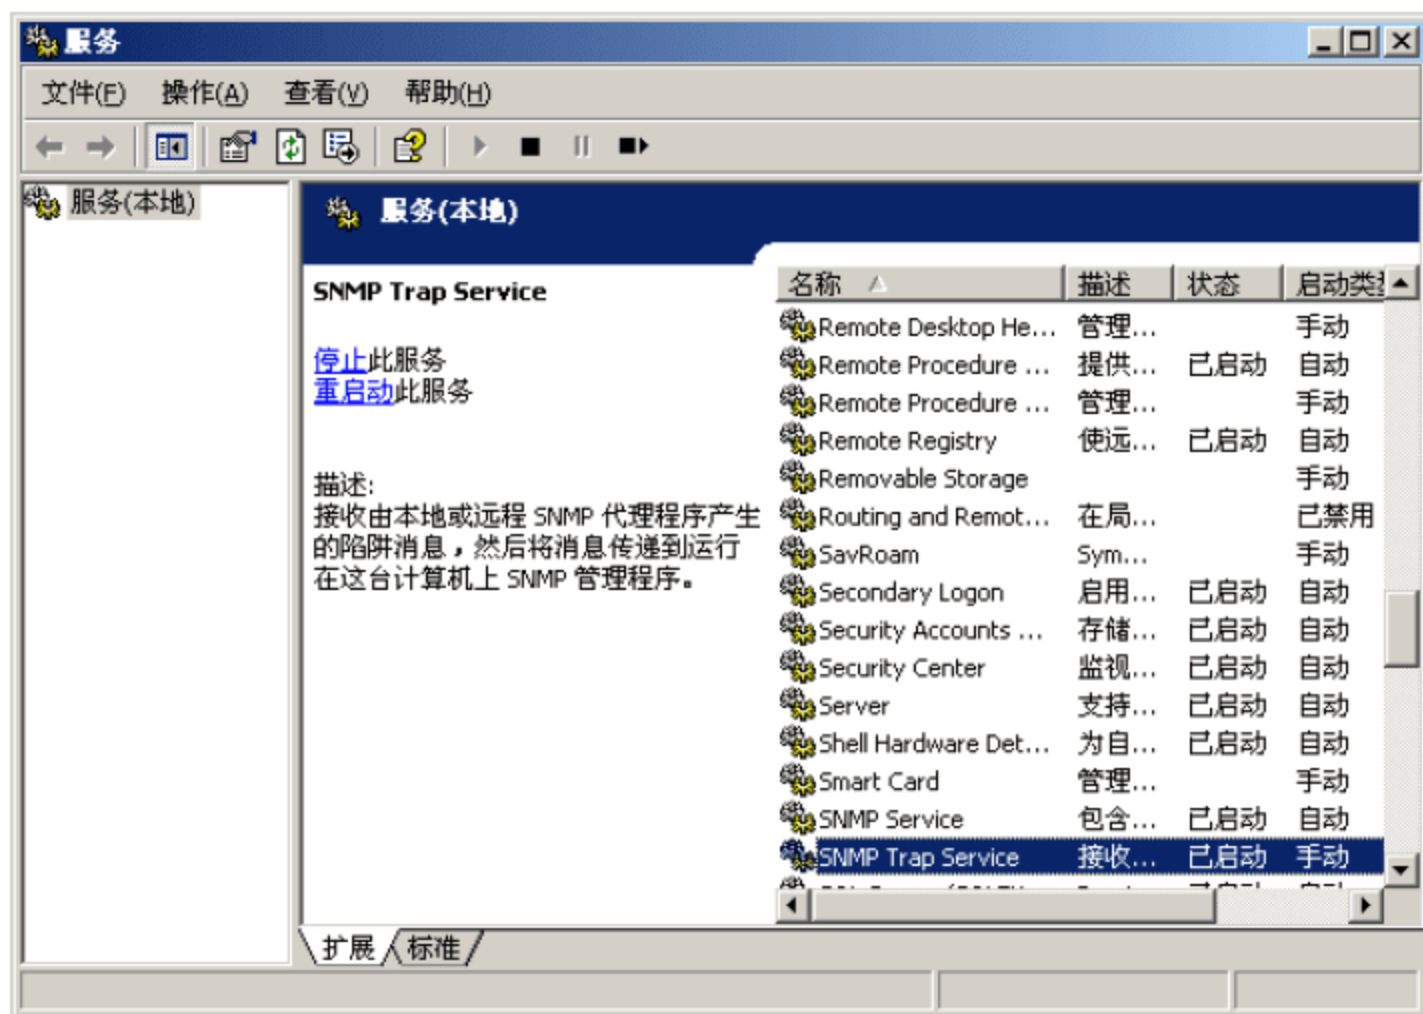 服务
文件(F) 操作(A) 查看(V) 帮助(H)
服务(本地)
服务(本地)
SNMP Trap Service
停止此服务
重启动此服务
描述:
接收由本地或远程 SNMP 代理程序产生
的陷阱消息，然后将消息传递到运行
在这台计算机上 SNMP 管理程序。
名称 描述 状态 启动类
Remote Desktop He... 管理... 手动
Remote Procedure ... 提供... 已启动 自动
Remote Procedure ... 管理... 手动
Remote Registry 使远... 已启动 自动
Removable Storage 手动
Routing and Remot... 在局... 已禁用
SavRoam Sym... 手动
Secondary Logon 启用... 已启动 自动
Security Accounts ... 存储... 已启动 自动
Security Center 监视... 已启动 自动
Server 支持... 已启动 自动
Shell Hardware Det... 为自... 已启动 自动
Smart Card 管理... 手动
SNMP Service 包含... 已启动 自动
SNMP Trap Service 接收... 已启动 手动
扩展 标准